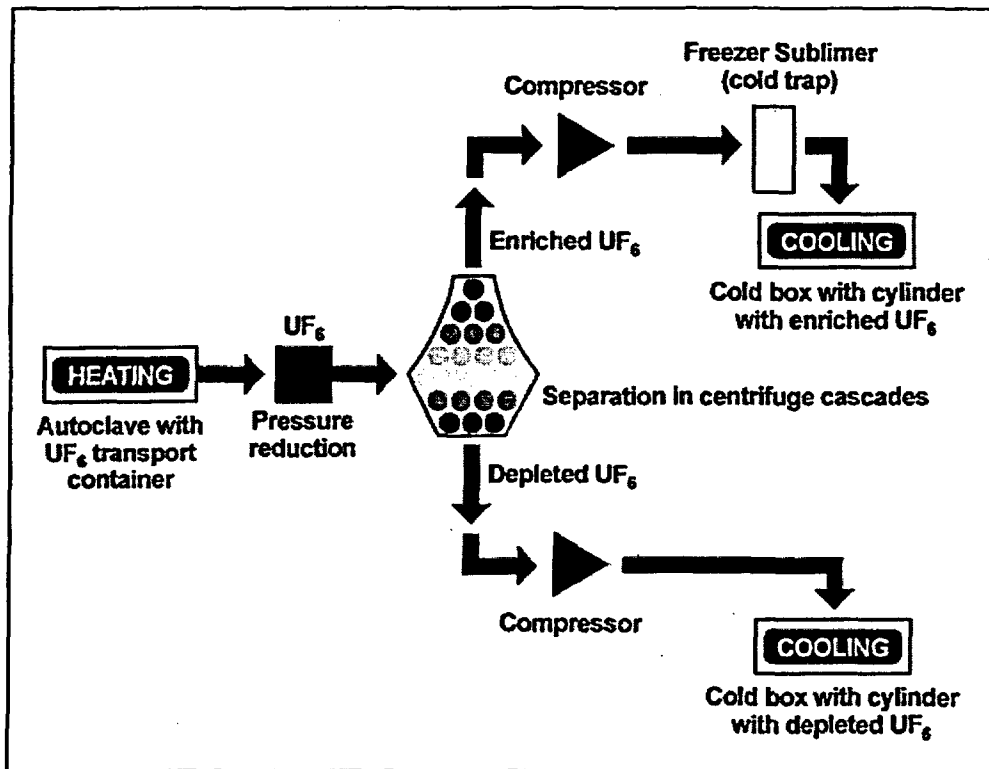 Freezer Sublimer
(cold trap)
Compressor
Enriched UF₆
COOLING
Cold box with cylinder
with enriched UF₆
UF₆
HEATING
Autoclave with
UF₆ transport
container
Pressure
reduction
Separation in centrifuge cascades
Depleted UF₆
Compressor
COOLING
Cold box with cylinder
with depleted UF₆